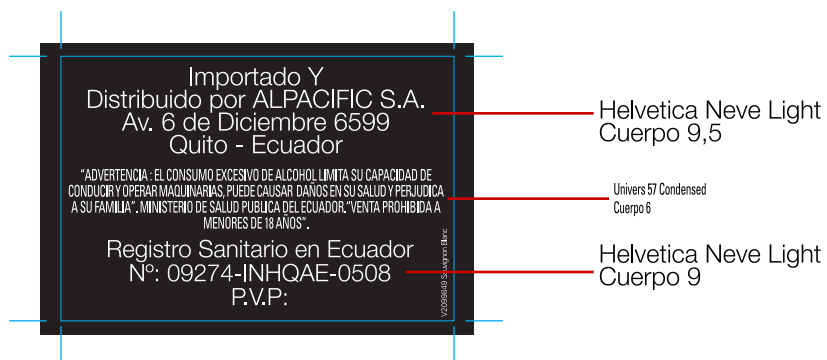 Importado Y
Distribuido por ALPACIFIC S.A.
Av. 6 de Diciembre 6599
Quito - Ecuador
"ADVERTENCIA : EL CONSUMO EXCESIVO DE ALCOHOL LIMITA SU CAPACIDAD DE
CONDUCIR Y OPERAR MAQUINARIAS, PUEDE CAUSAR DAÑOS EN SU SALUD Y PERJUDICA
A SU FAMILIA". MINISTERIO DE SALUD PUBLICA DEL ECUADOR."VENTA PROHIBIDA A
MENORES DE 18 AÑOS".
Registro Sanitario en Ecuador
Nº: 09274-INHQAE-0508
P.V.P:
V2099849 Sauvignon Blanc
Helvetica Neve Light
Cuerpo 9,5
Univers 57 Condensed
Cuerpo 6
Helvetica Neve Light
Cuerpo 9